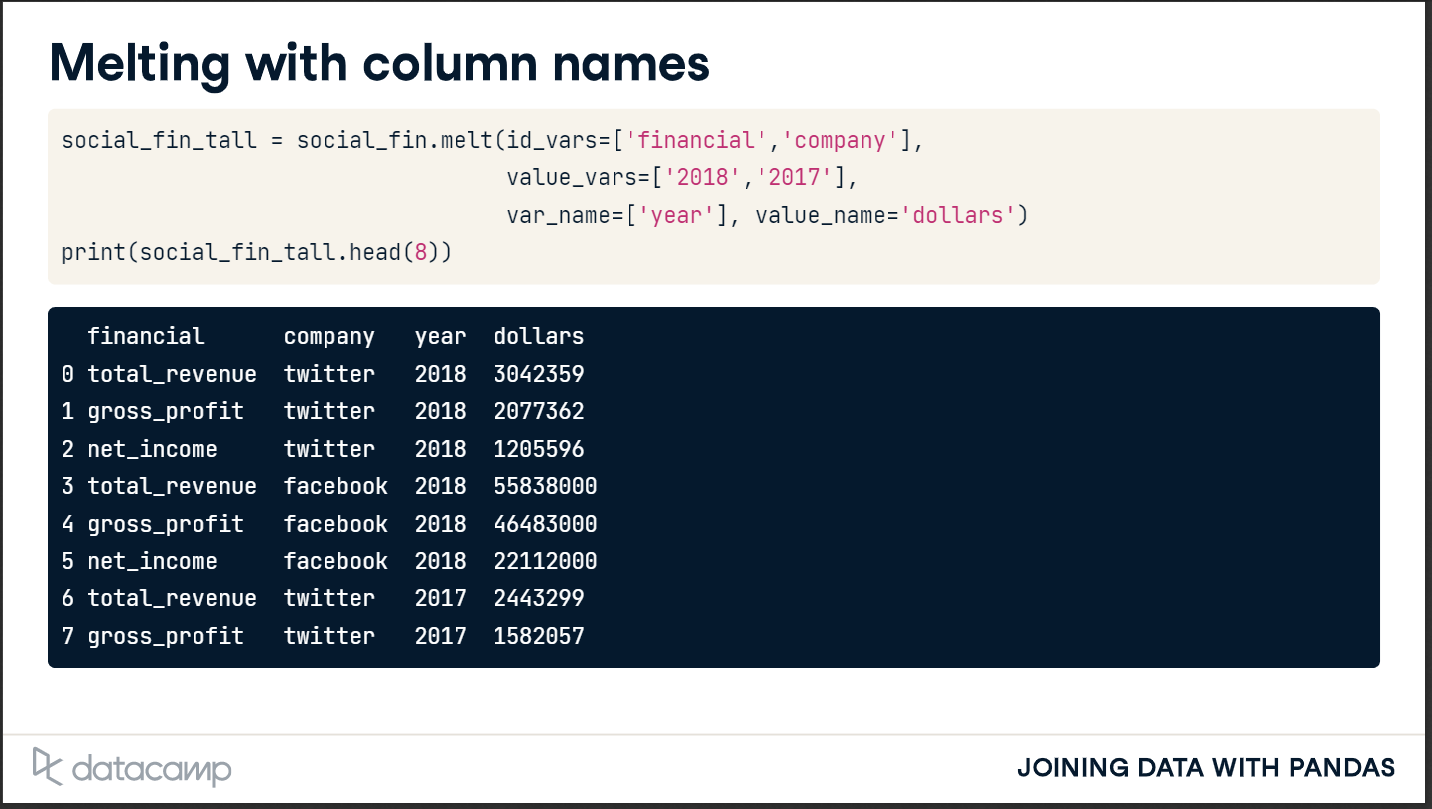 Melting with column names
social_fin_tall = social_fin.melt(id_vars=['financial','company'],
                                  value_vars=['2018','2017'],
                                  var_name=['year'], value_name='dollars')
print(social_fin_tall.head(8))
  financial      company   year  dollars
0 total_revenue  twitter   2018  3042359
1 gross_profit   twitter   2018  2077362
2 net_income     twitter   2018  1205596
3 total_revenue  facebook  2018  55838000
4 gross_profit   facebook  2018  46483000
5 net_income     facebook  2018  22112000
6 total_revenue  twitter   2017  2443299
7 gross_profit   twitter   2017  1582057
datacamp
JOINING DATA WITH PANDAS